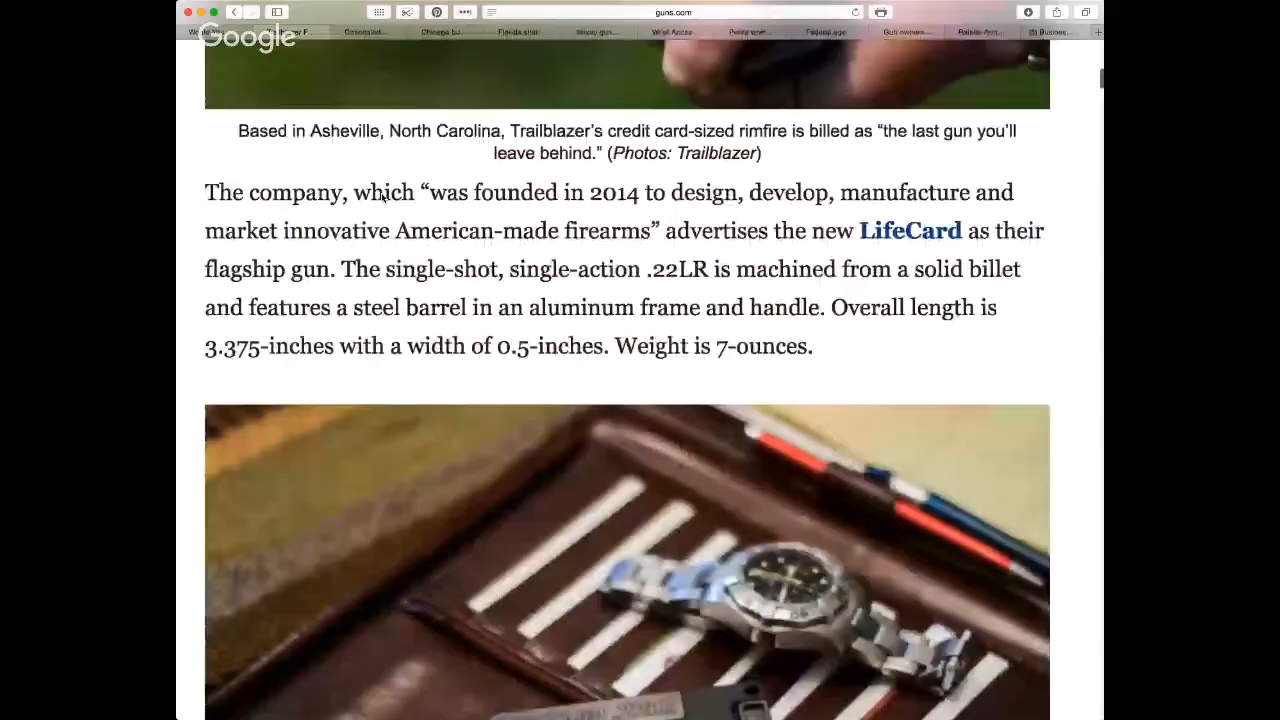 guns.com
Google
Based in Asheville, North Carolina, Trailblazer’s credit card-sized rimfire is billed as “the last gun you’ll
leave behind.” (Photos: Trailblazer)
The company, which “was founded in 2014 to design, develop, manufacture and
market innovative American-made firearms” advertises the new LifeCard as their
flagship gun. The single-shot, single-action .22LR is machined from a solid billet
and features a steel barrel in an aluminum frame and handle. Overall length is
3.375-inches with a width of 0.5-inches. Weight is 7-ounces.